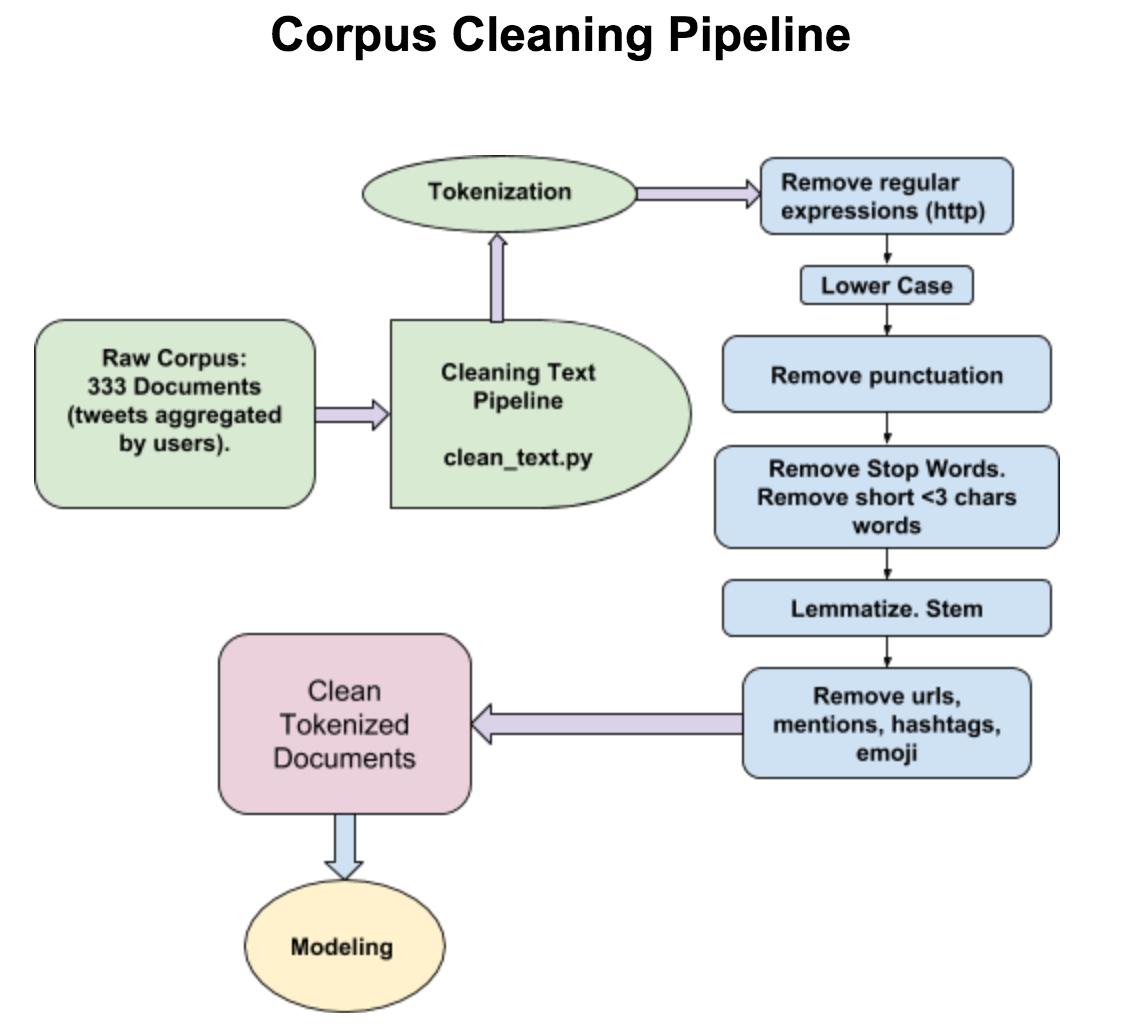 Corpus Cleaning Pipeline
Tokenization
Remove regular
expressions (http)
Lower Case
Raw Corpus:
333 Documents
(tweets aggregated
by users).
Cleaning Text
Pipeline
clean_text.py
Remove punctuation
Remove Stop Words.
Remove short <3 chars
words
Lemmatize. Stem
Remove urls,
mentions, hashtags,
emoji
Clean
Tokenized
Documents
Modeling